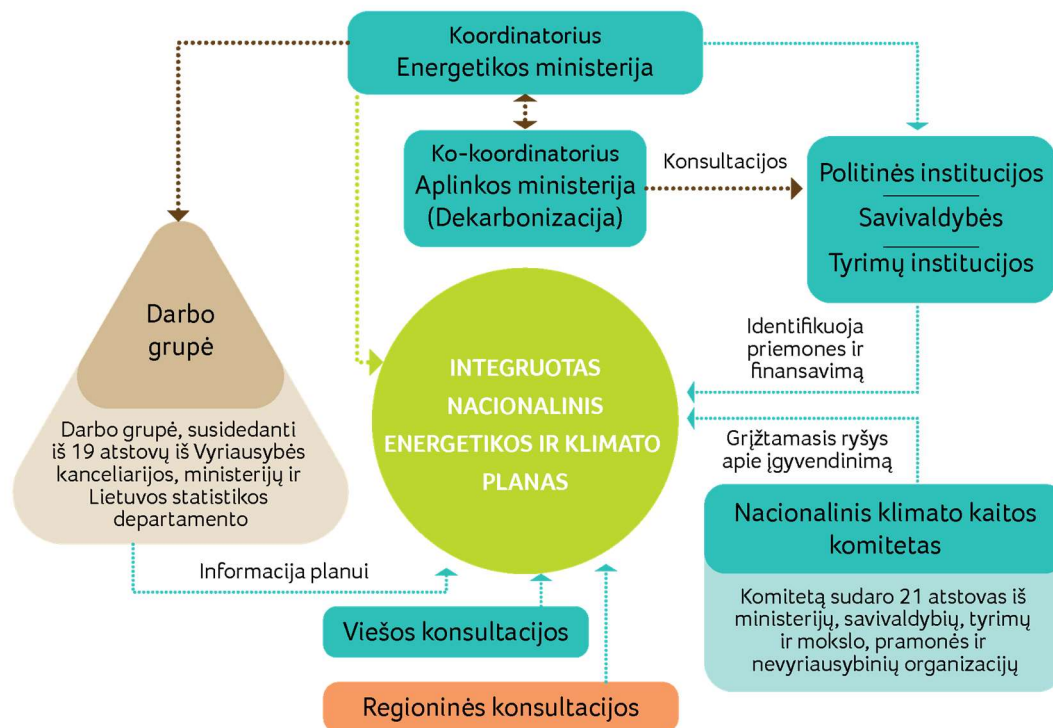 Koordinatorius
Energetikos ministerija
Ko-koordinatorius
Aplinkos ministerija
(Dekarbonizacija)
Konsultacijos
Politinės institucijos
Savivaldybės
Tyrimų institucijos
Darbo
grupė
Darbo grupė, susidedanti
iš 19 atstovų iš Vyriausybės
kanceliarijos, ministerijų ir
Lietuvos statistikos
departamento
INTEGRUOTAS
NACIONALINIS
ENERGETIKOS IR KLIMATO
PLANAS
Identifikuoja
priemones ir
finansavimą
Grįžtamasis ryšys
apie įgyvendinimą
Nacionalinis klimato kaitos
komitetas
Komitetą sudaro 21 atstovas iš
ministerijų, savivaldybių, tyrimų
ir mokslo, pramonės ir
nevyriausybinių organizacijų
Informacija planui
Viešos konsultacijos
Regioninės konsultacijos